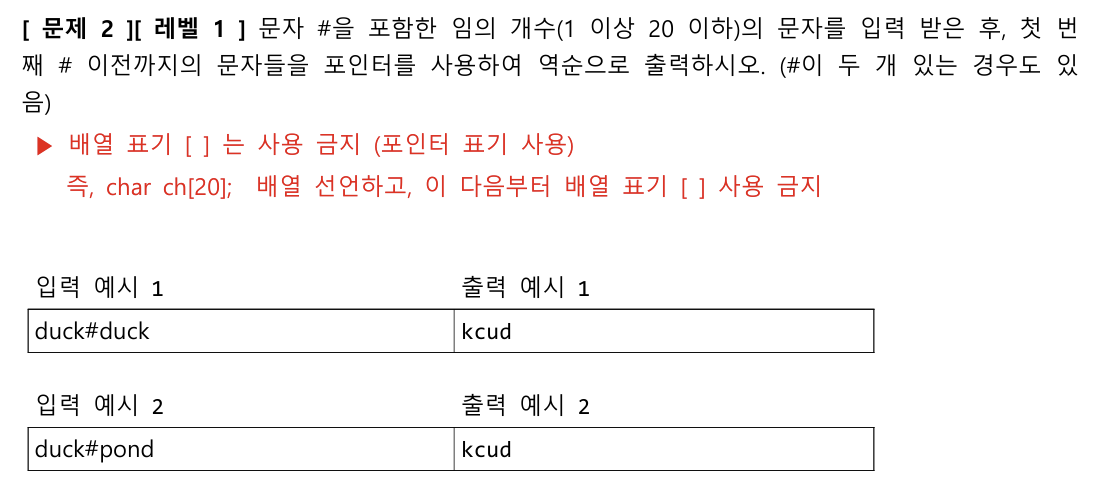 [ 문제 2 ][ 레벨 1 ] 문자 #을 포함한 임의 개수(1 이상 20 이하)의 문자를 입력 받은 후, 첫 번
째 # 이전까지의 문자들을 포인터를 사용하여 역순으로 출력하시오. (#이 두 개 있는 경우도 있
음)
▶ 배열 표기 [ ] 는 사용 금지 (포인터 표기 사용)
즉, char ch[20]; 배열 선언하고, 이 다음부터 배열 표기 [ ] 사용 금지
입력 예시 1 출력 예시 1
duck#duck kcud
입력 예시 2 출력 예시 2
duck#pond kcud